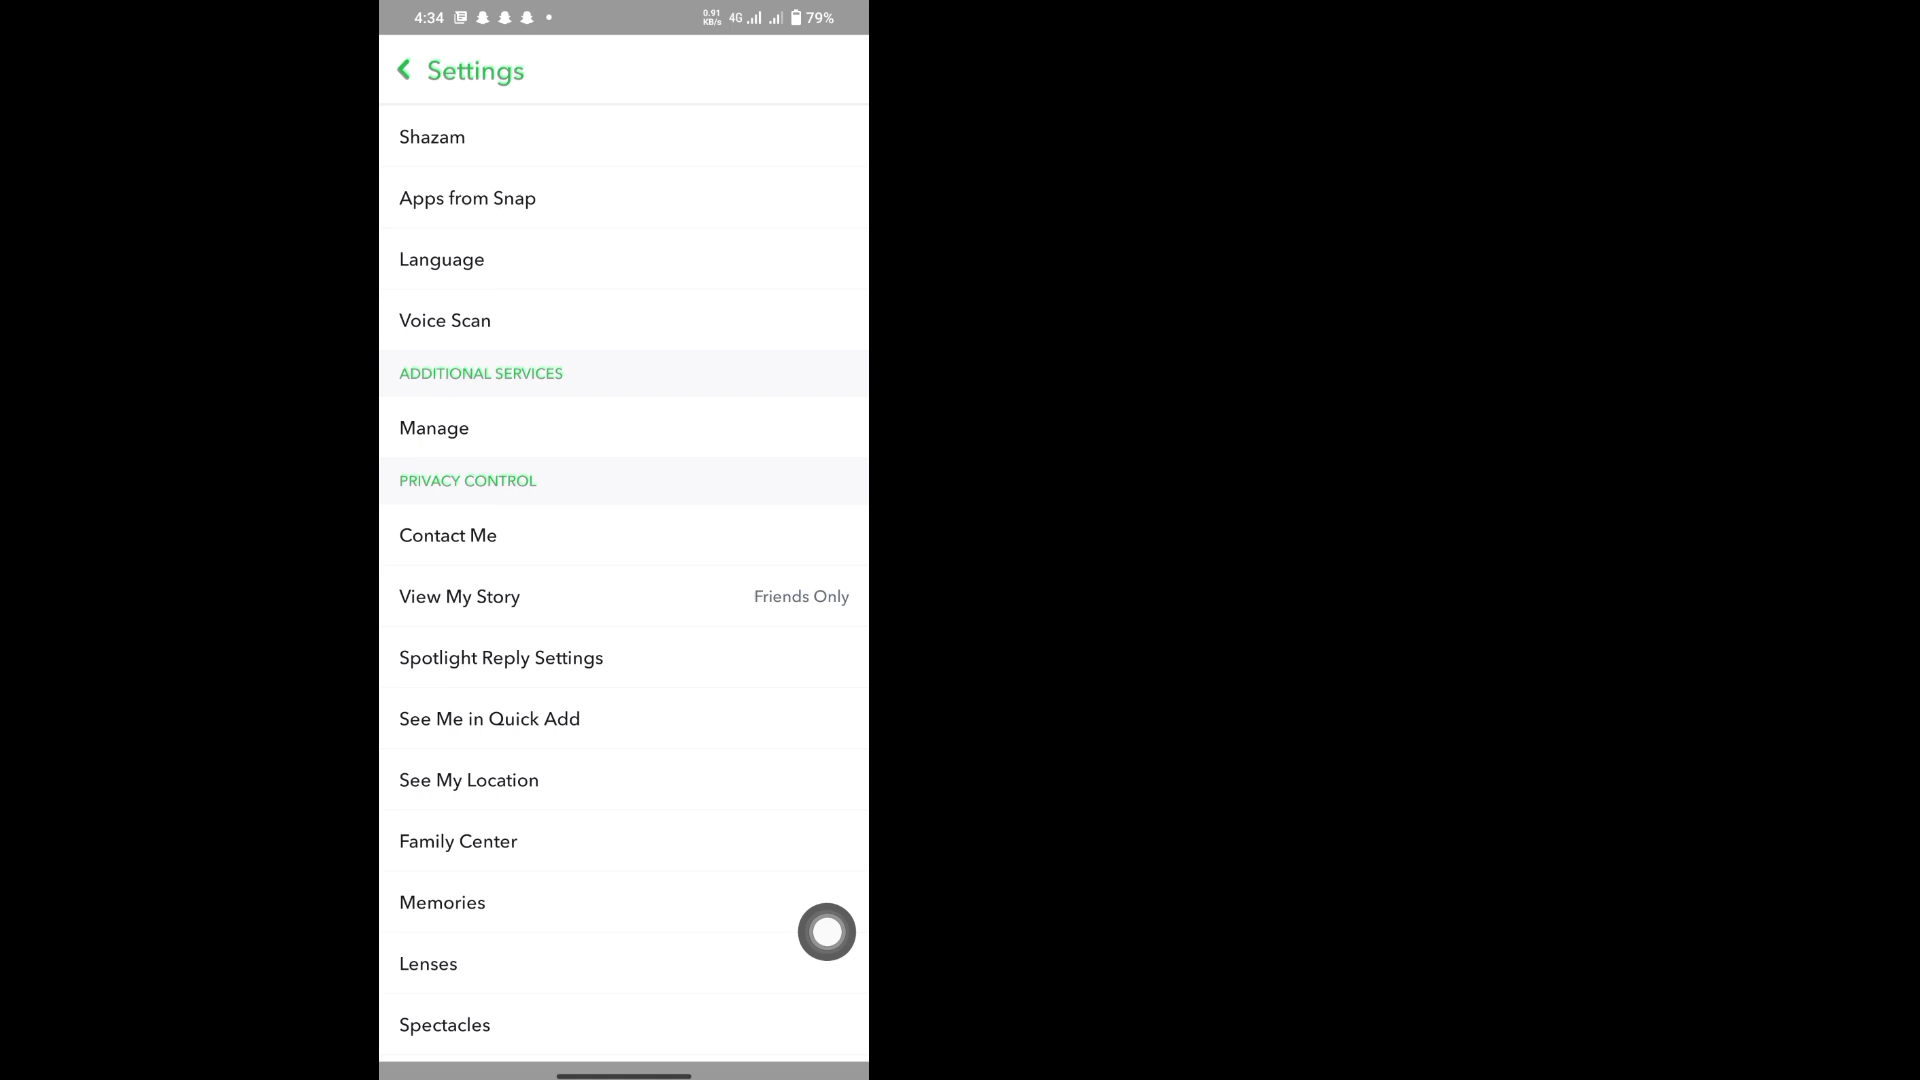 4:34 0.91 KB/s 4G 79%
Settings
Shazam
Apps from Snap
Language
Voice Scan
ADDITIONAL SERVICES
Manage
PRIVACY CONTROL
Contact Me
View My Story Friends Only
Spotlight Reply Settings
See Me in Quick Add
See My Location
Family Center
Memories
Lenses
Spectacles